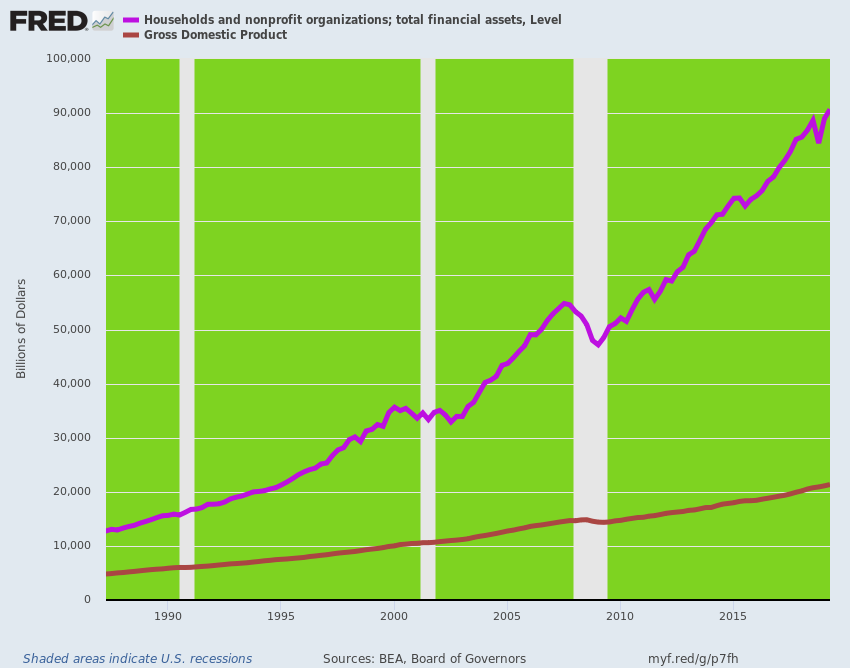 FRED
Households and nonprofit organizations; total financial assets, Level
Gross Domestic Product
100,000
90,000
80,000
70,000
60,000
50,000
40,000
30,000
20,000
10,000
0
Billions of Dollars
1990 1995 2000 2005 2010 2015
Shaded areas indicate U.S. recessions Sources: BEA, Board of Governors myf.red/g/p7fh